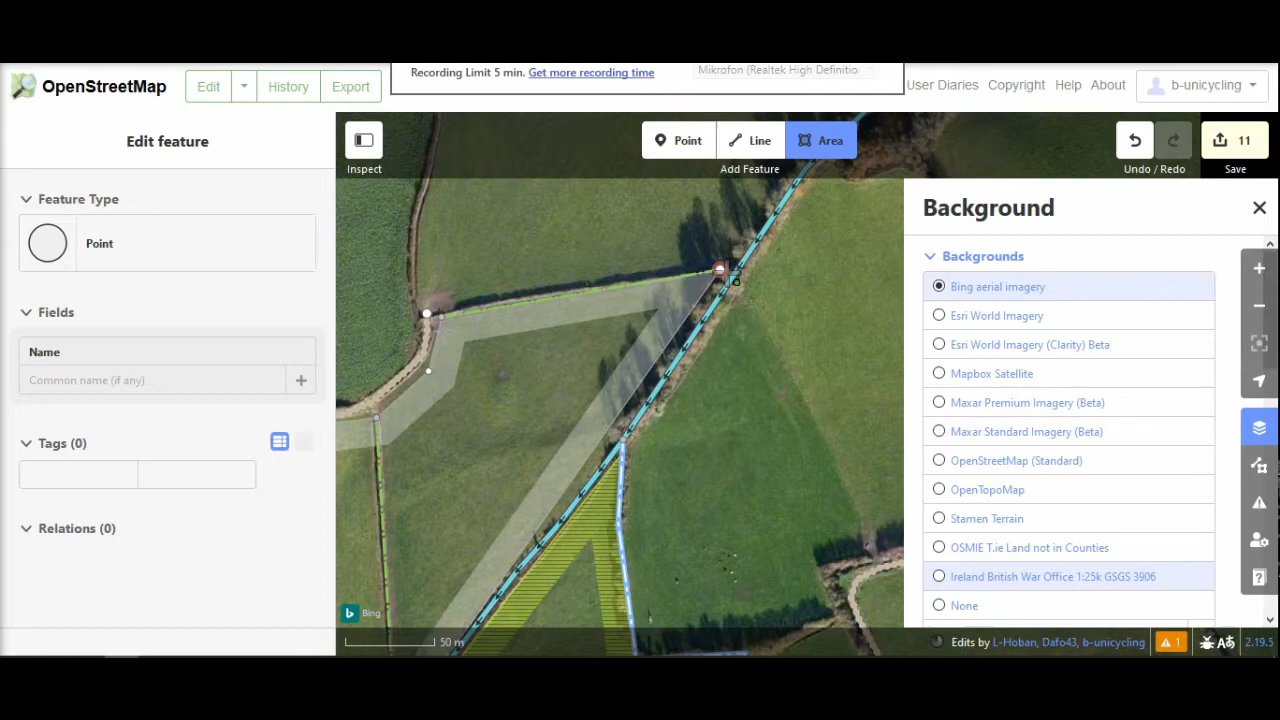 Recording Limit 5 min. Get more recording time
Mikrofon (Realtek High Definitio
OpenStreetMap
Edit
History
Export
User Diaries
Copyright
Help
About
b-unicycling
Edit feature
Feature Type
Point
Fields
Name
Common name (if any)
Tags (0)
Relations (0)
Inspect
Point
Line
Area
Add Feature
Undo / Redo
11
Save
Background
Backgrounds
Bing aerial imagery
Esri World Imagery
Esri World Imagery (Clarity) Beta
Mapbox Satellite
Maxar Premium Imagery (Beta)
Maxar Standard Imagery (Beta)
OpenStreetMap (Standard)
OpenTopoMap
Stamen Terrain
OSMIE T.ie Land not in Counties
Ireland British War Office 1:25k GSGS 3906
None
b Bing
50 m
Edits by L-Hoban, Dafo43, b-unicycling
1
2.19.5